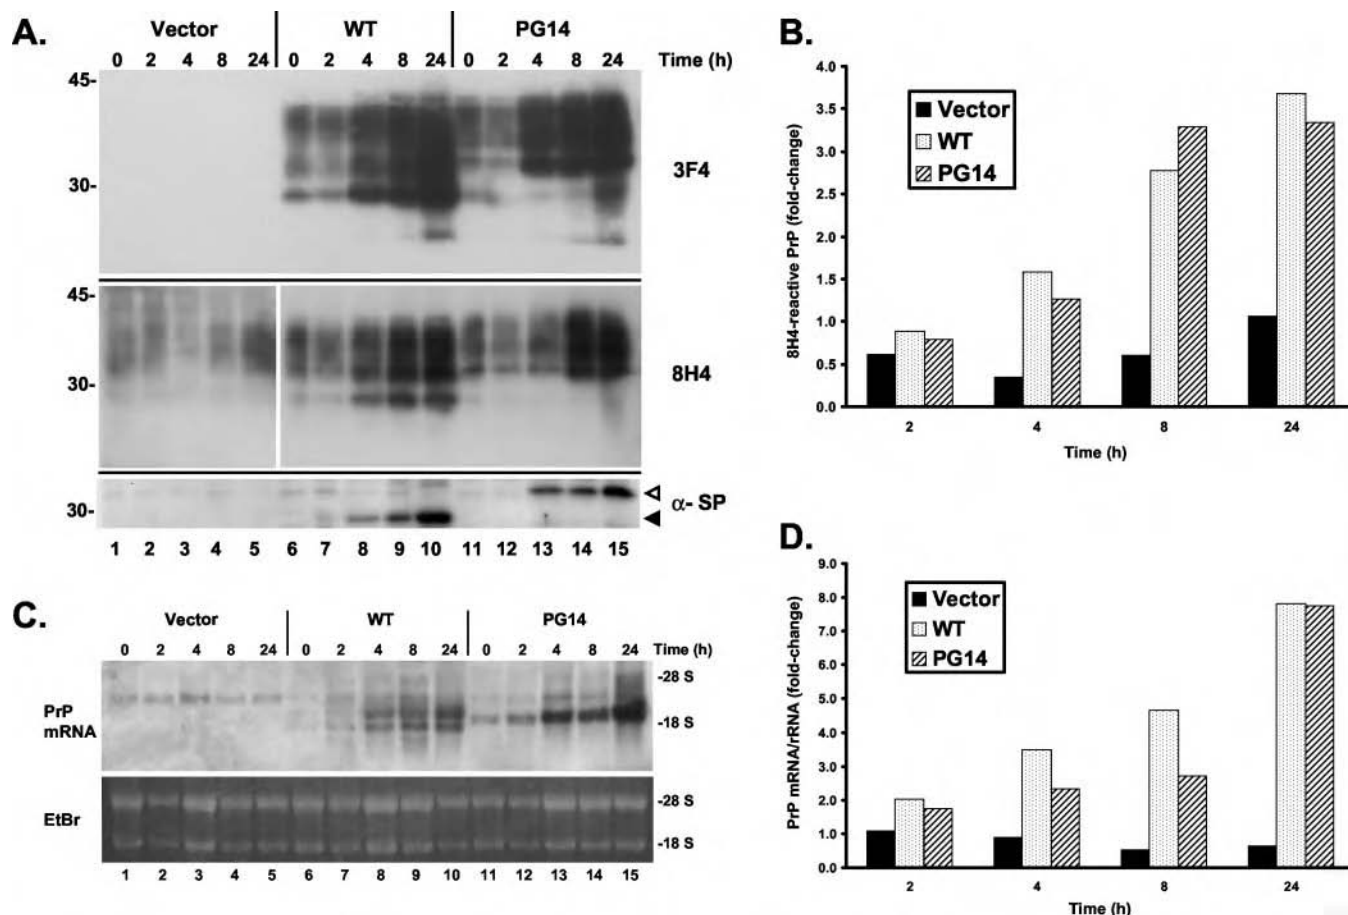 A.
Vector WT PG14
0 2 4 8 24 0 2 4 8 24 0 2 4 8 24 Time (h)
45-
30-
3F4
45-
30-
8H4
30-
α- SP
1 2 3 4 5 6 7 8 9 10 11 12 13 14 15
B.
4.0
3.5
3.0
2.5
2.0
1.5
1.0
0.5
0.0
8H4-reactive PrP (fold-change)
Vector
WT
PG14
2 4 8 24
Time (h)
C.
Vector WT PG14
0 2 4 8 24 0 2 4 8 24 0 2 4 8 24 Time (h)
-28 S
PrP
mRNA
-18 S
-28 S
EtBr
-18 S
1 2 3 4 5 6 7 8 9 10 11 12 13 14 15
D.
9.0
8.0
7.0
6.0
5.0
4.0
3.0
2.0
1.0
0.0
PrP mRNA/rRNA (fold-change)
Vector
WT
PG14
2 4 8 24
Time (h)